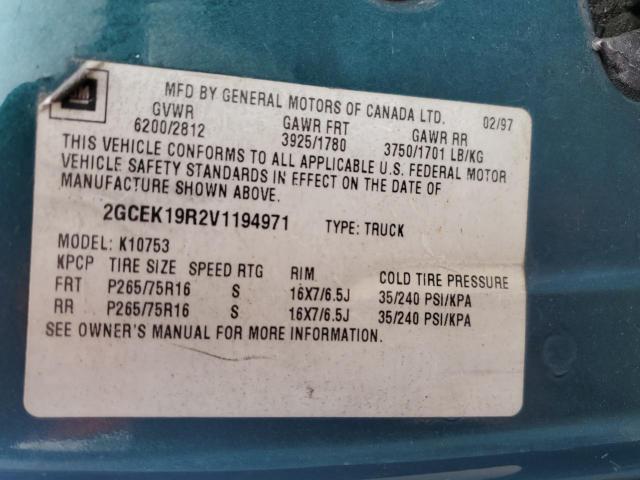 GM
MFD BY GENERAL MOTORS OF CANADA LTD. 02/97
GVWR GAWR FRT GAWR RR
6200/2812 3925/1780 3750/1701 LB/KG
THIS VEHICLE CONFORMS TO ALL APPLICABLE U.S. FEDERAL MOTOR
VEHICLE SAFETY STANDARDS IN EFFECT ON THE DATE OF
MANUFACTURE SHOWN ABOVE.
2GCEK19R2V1194971 TYPE: TRUCK
MODEL: K10753
KPCP TIRE SIZE SPEED RTG RIM COLD TIRE PRESSURE
FRT P265/75R16 S 16X7/6.5J 35/240 PSI/KPA
RR P265/75R16 S 16X7/6.5J 35/240 PSI/KPA
SEE OWNER'S MANUAL FOR MORE INFORMATION.